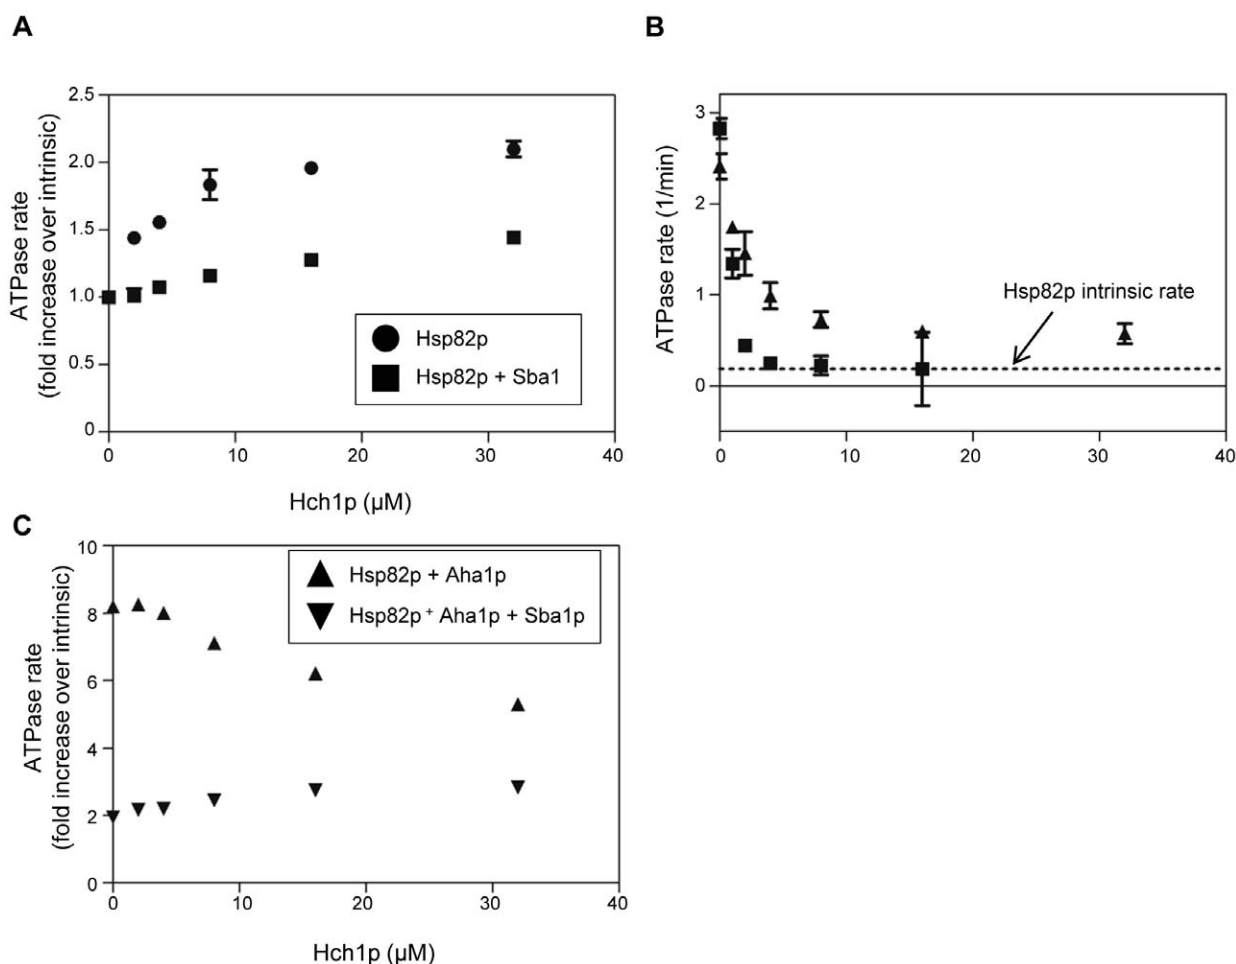 A
ATPase rate
(fold increase over intrinsic)
2.5
2.0
1.5
1.0
0.5
0
0
10
20
30
40
Hch1p (µM)
Hsp82p
Hsp82p + Sba1
B
ATPase rate (1/min)
3
2
1
0
0
10
20
30
40
Hsp82p intrinsic rate
C
ATPase rate
(fold increase over intrinsic)
10
8
6
4
2
0
0
10
20
30
40
Hch1p (µM)
Hsp82p + Aha1p
Hsp82p + Aha1p + Sba1p